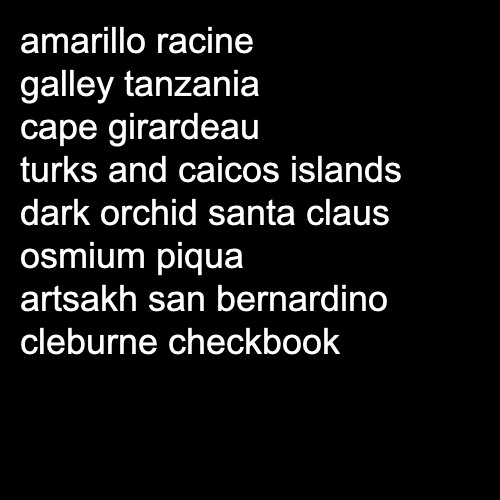 amarillo racine
galley tanzania
cape girardeau
turks and caicos islands
dark orchid santa claus
osmium piqua
artsakh san bernardino
cleburne checkbook